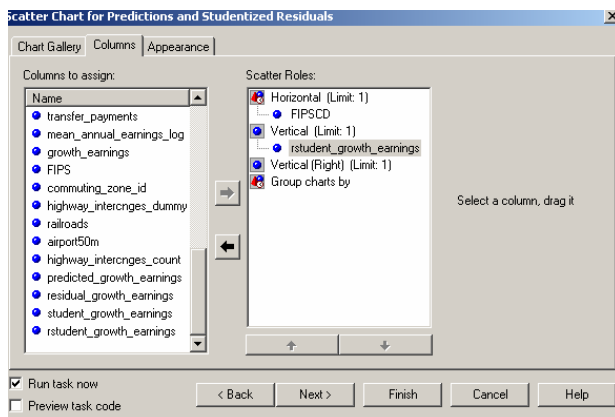 Scatter Chart for Predictions and Studentized Residuals
Chart Gallery Columns Appearance
Columns to assign:
Name
transfer_payments
mean_annual_earnings_log
growth_earnings
FIPS
commuting_zone_id
highway_intercnges_dummy
railroads
airport50m
highway_intercnges_count
predicted_growth_earnings
residual_growth_earnings
student_growth_earnings
rstudent_growth_earnings
Scatter Roles:
Horizontal (Limit: 1)
FIPSCD
Vertical (Limit: 1)
rstudent_growth_earnings
Vertical (Right) (Limit: 1)
Group charts by
Select a column, drag it
Run task now
Preview task code
< Back Next > Finish Cancel Help